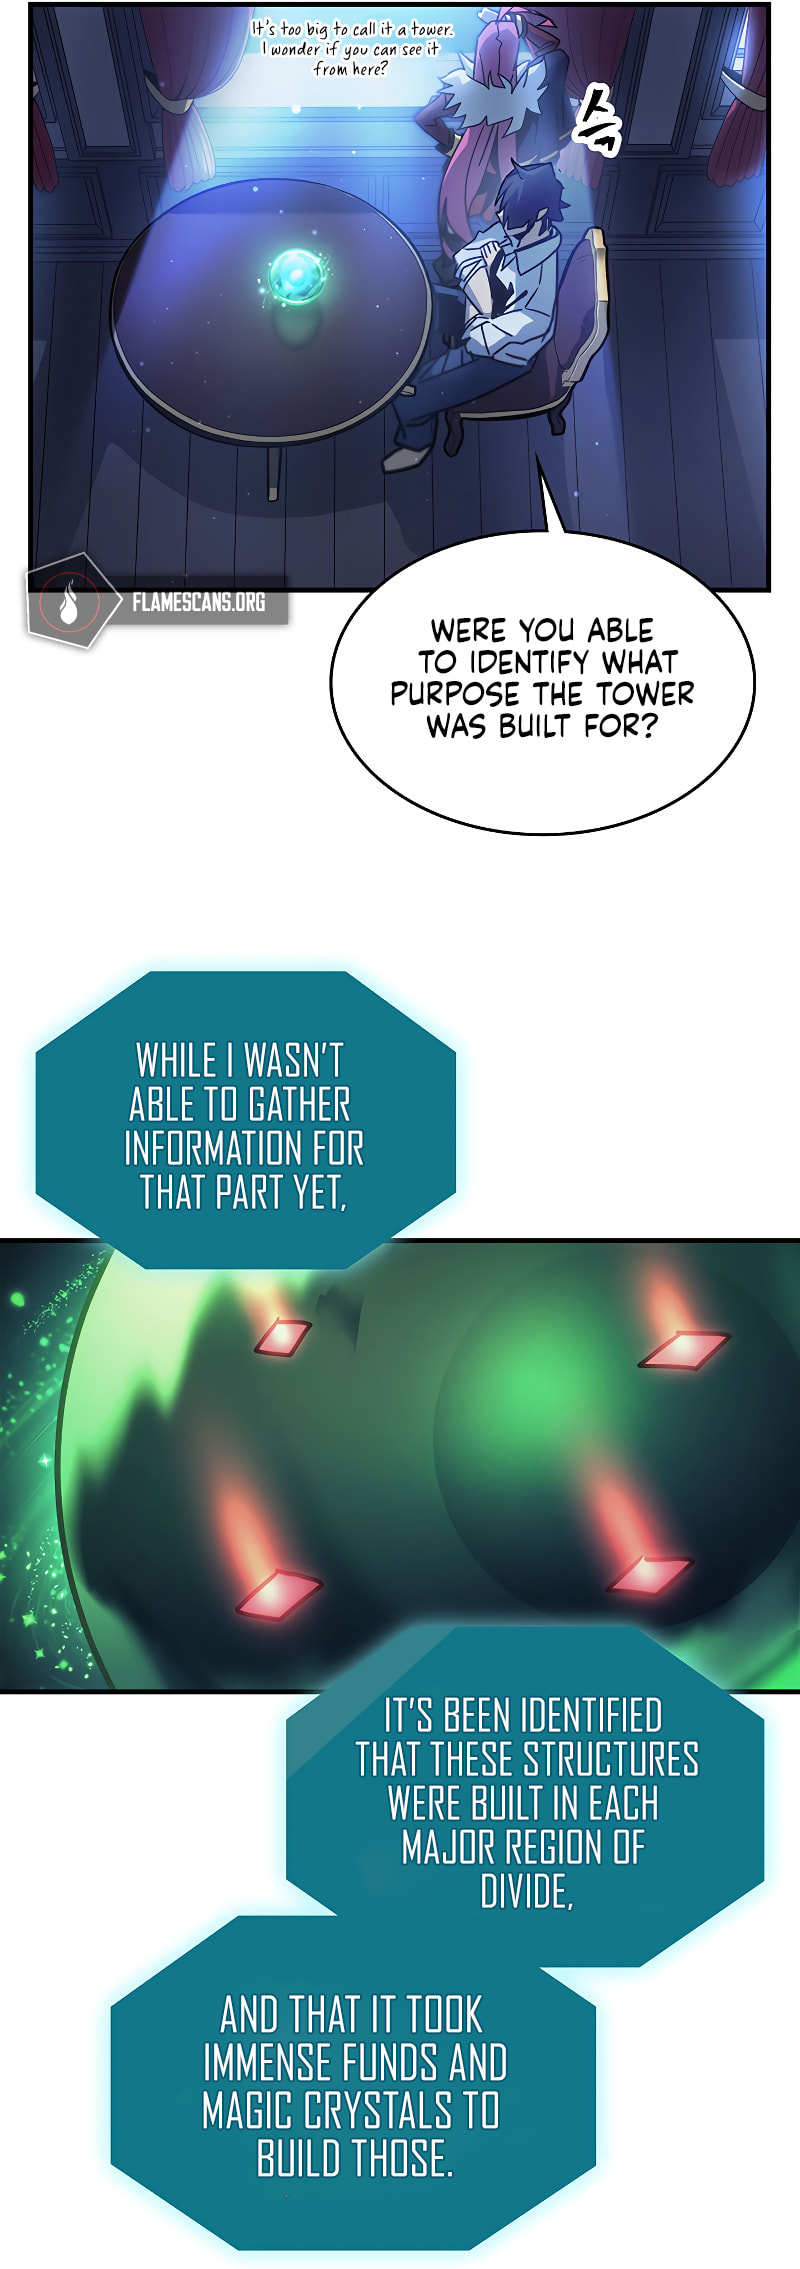 It's too big to call it a tower.
I wonder if you can see it
from here?
스
윽
FLAMESCANS.ORG
WERE YOU ABLE
TO IDENTIFY WHAT
PURPOSE THE TOWER
WAS BUILT FOR?
WHILE I WASN'T
ABLE TO GATHER
INFORMATION FOR
THAT PART YET,
IT'S BEEN IDENTIFIED
THAT THESE STRUCTURES
WERE BUILT IN EACH
MAJOR REGION OF
DIVIDE,
AND THAT IT TOOK
IMMENSE FUNDS AND
MAGIC CRYSTALS TO
BUILD THOSE.